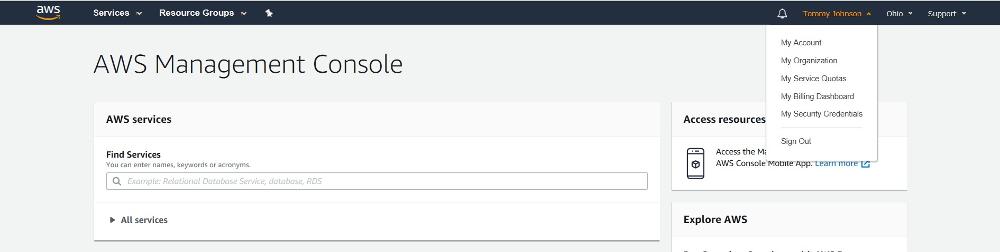 aws
Services
Resource Groups
Tommy Johnson
Ohio
Support
My Account
My Organization
My Service Quotas
My Billing Dashboard
My Security Credentials
Sign Out
AWS Management Console
AWS services
Find Services
You can enter names, keywords or acronyms.
Example: Relational Database Service, database, RDS
All services
Access resources
Access the Ma
AWS Console Mobile App. Learn more
Explore AWS